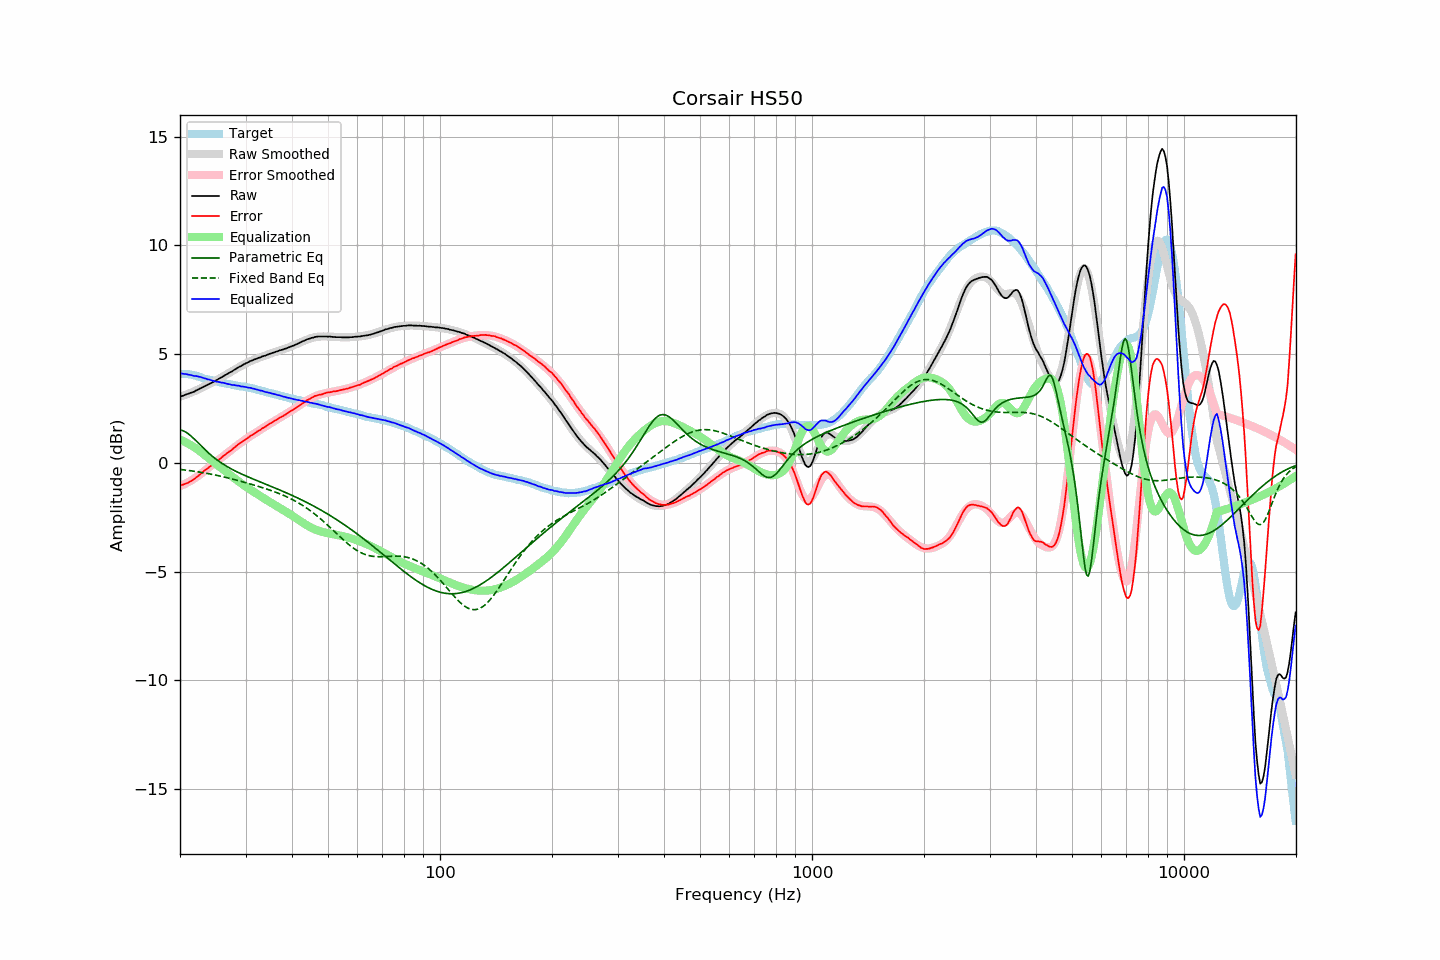 Corsair HS50
15
10
5
0
−5
−10
−15
Amplitude (dBr)
Target
Raw Smoothed
Error Smoothed
Raw
Error
Equalization
Parametric Eq
Fixed Band Eq
Equalized
100
1000
10000
Frequency (Hz)